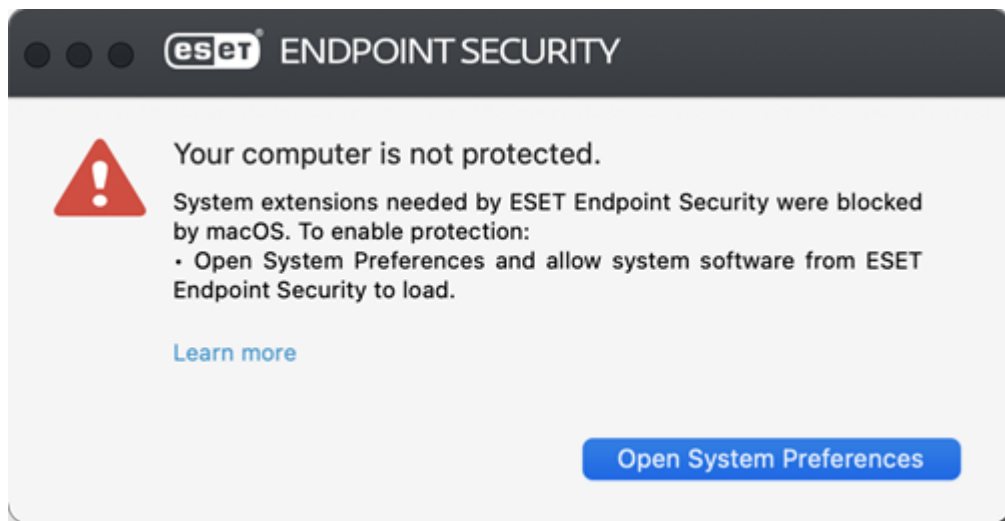 eset® ENDPOINT SECURITY
Your computer is not protected.
System extensions needed by ESET Endpoint Security were blocked
by macOS. To enable protection:
• Open System Preferences and allow system software from ESET
Endpoint Security to load.
Learn more
Open System Preferences